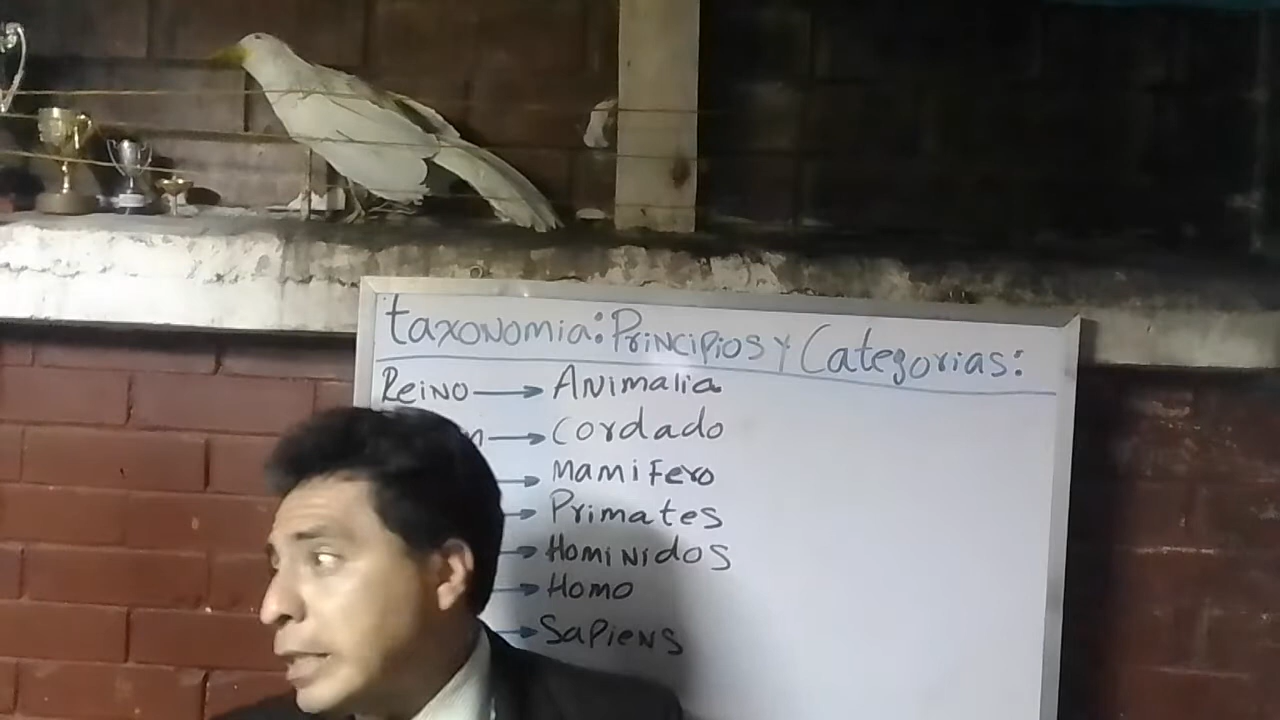 taxonomia: Principios y Categorias:
Reino → Animalia
n → Cordado
→ Mamifero
→ Primates
→ Hominidos
→ Homo
→ Sapiens